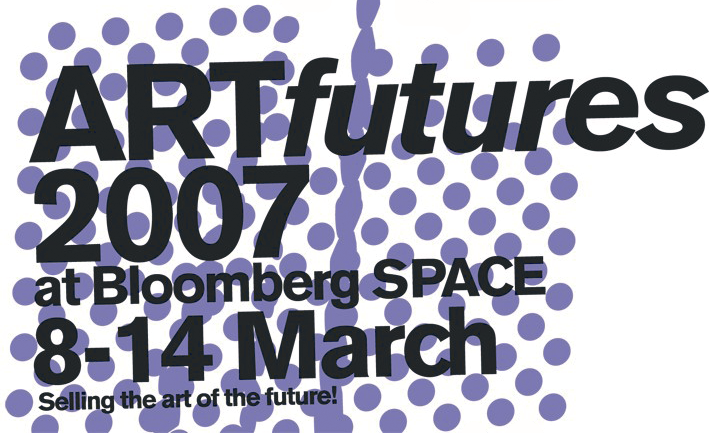 ARTfutures
2007
at Bloomberg SPACE
8-14 March
Selling the art of the future!